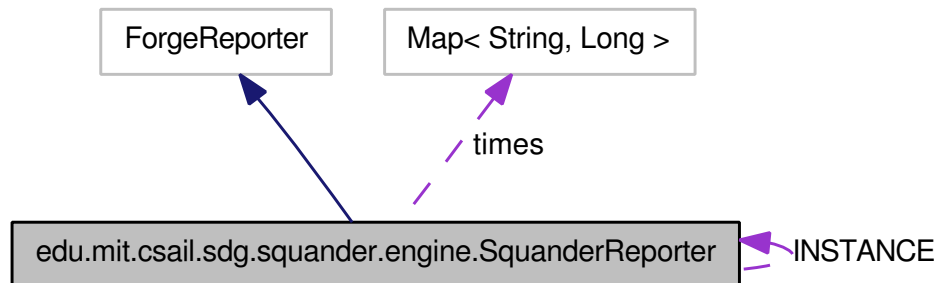 ForgeReporter
Map< String, Long >
times
edu.mit.csail.sdg.squander.engine.SquanderReporter
INSTANCE